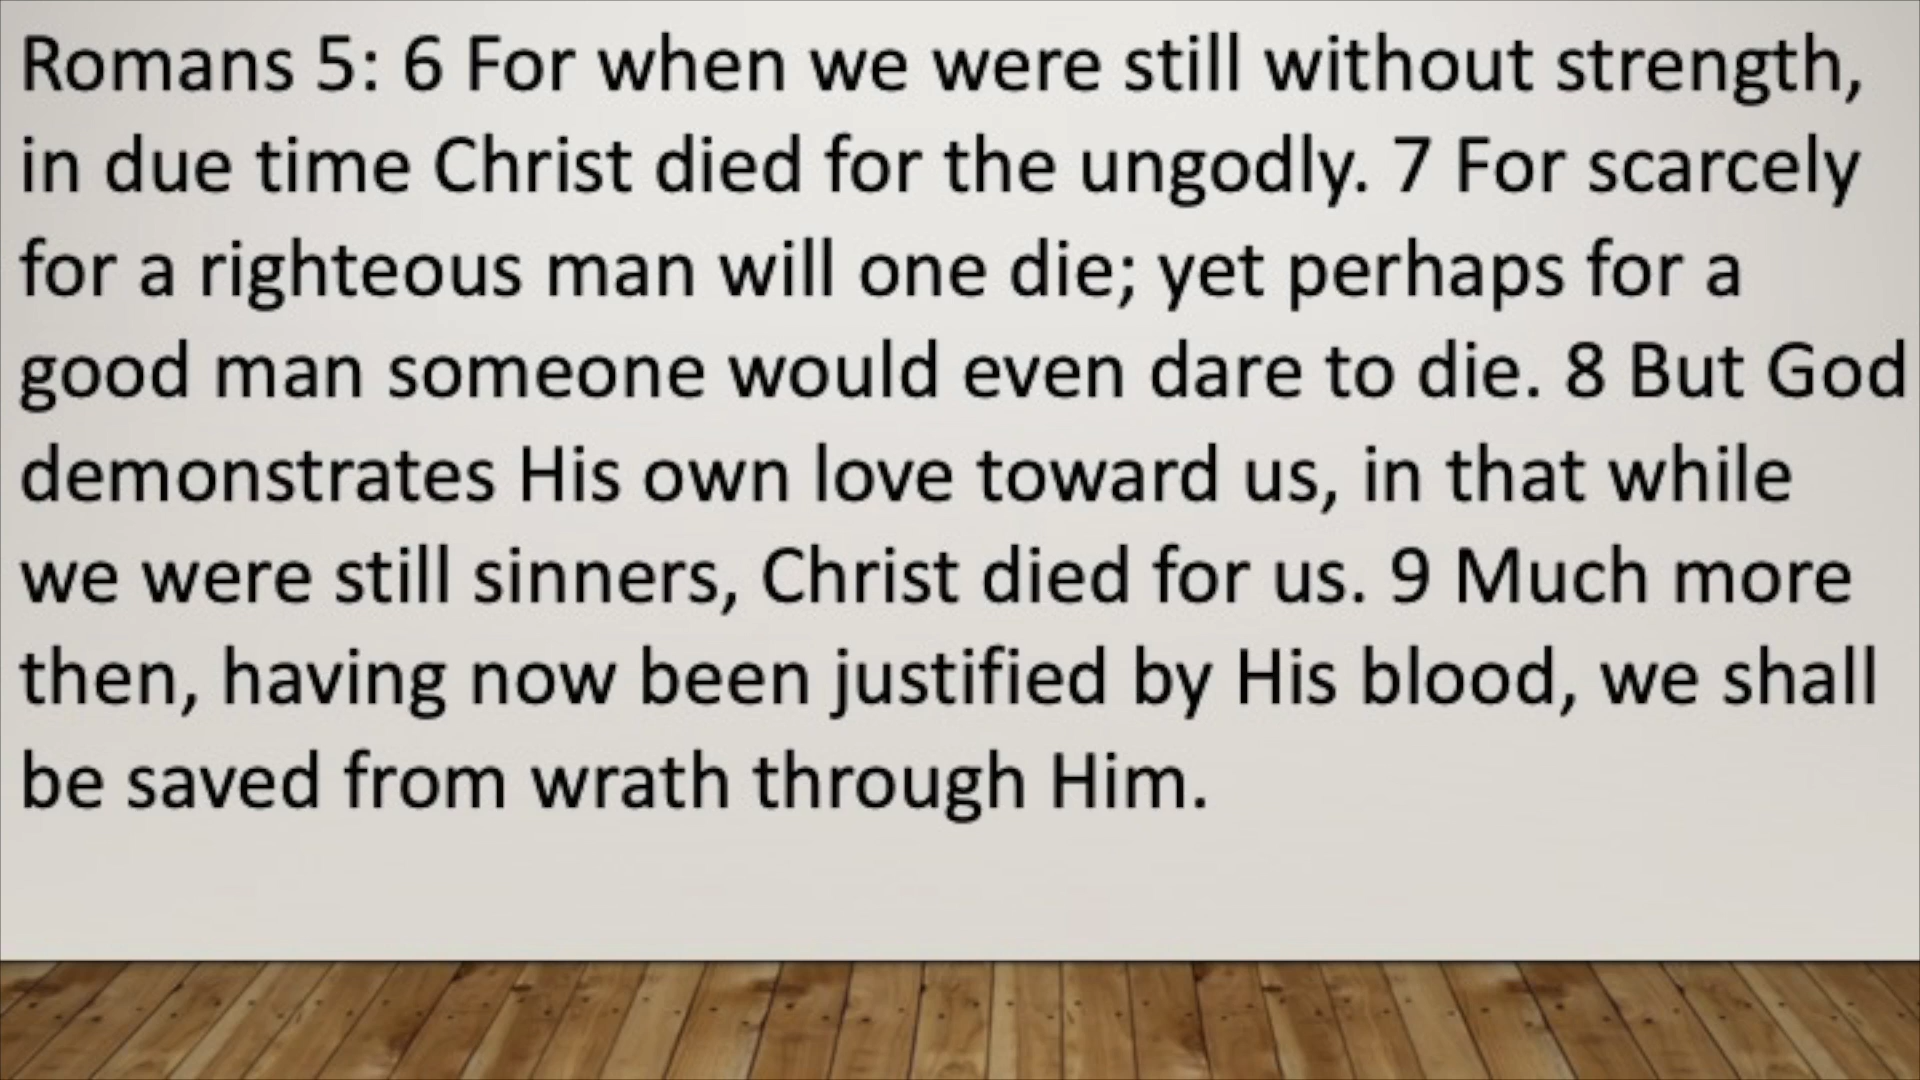 Romans 5: 6 For when we were still without strength,
in due time Christ died for the ungodly. 7 For scarcely
for a righteous man will one die; yet perhaps for a
good man someone would even dare to die. 8 But God
demonstrates His own love toward us, in that while
we were still sinners, Christ died for us. 9 Much more
then, having now been justified by His blood, we shall
be saved from wrath through Him.